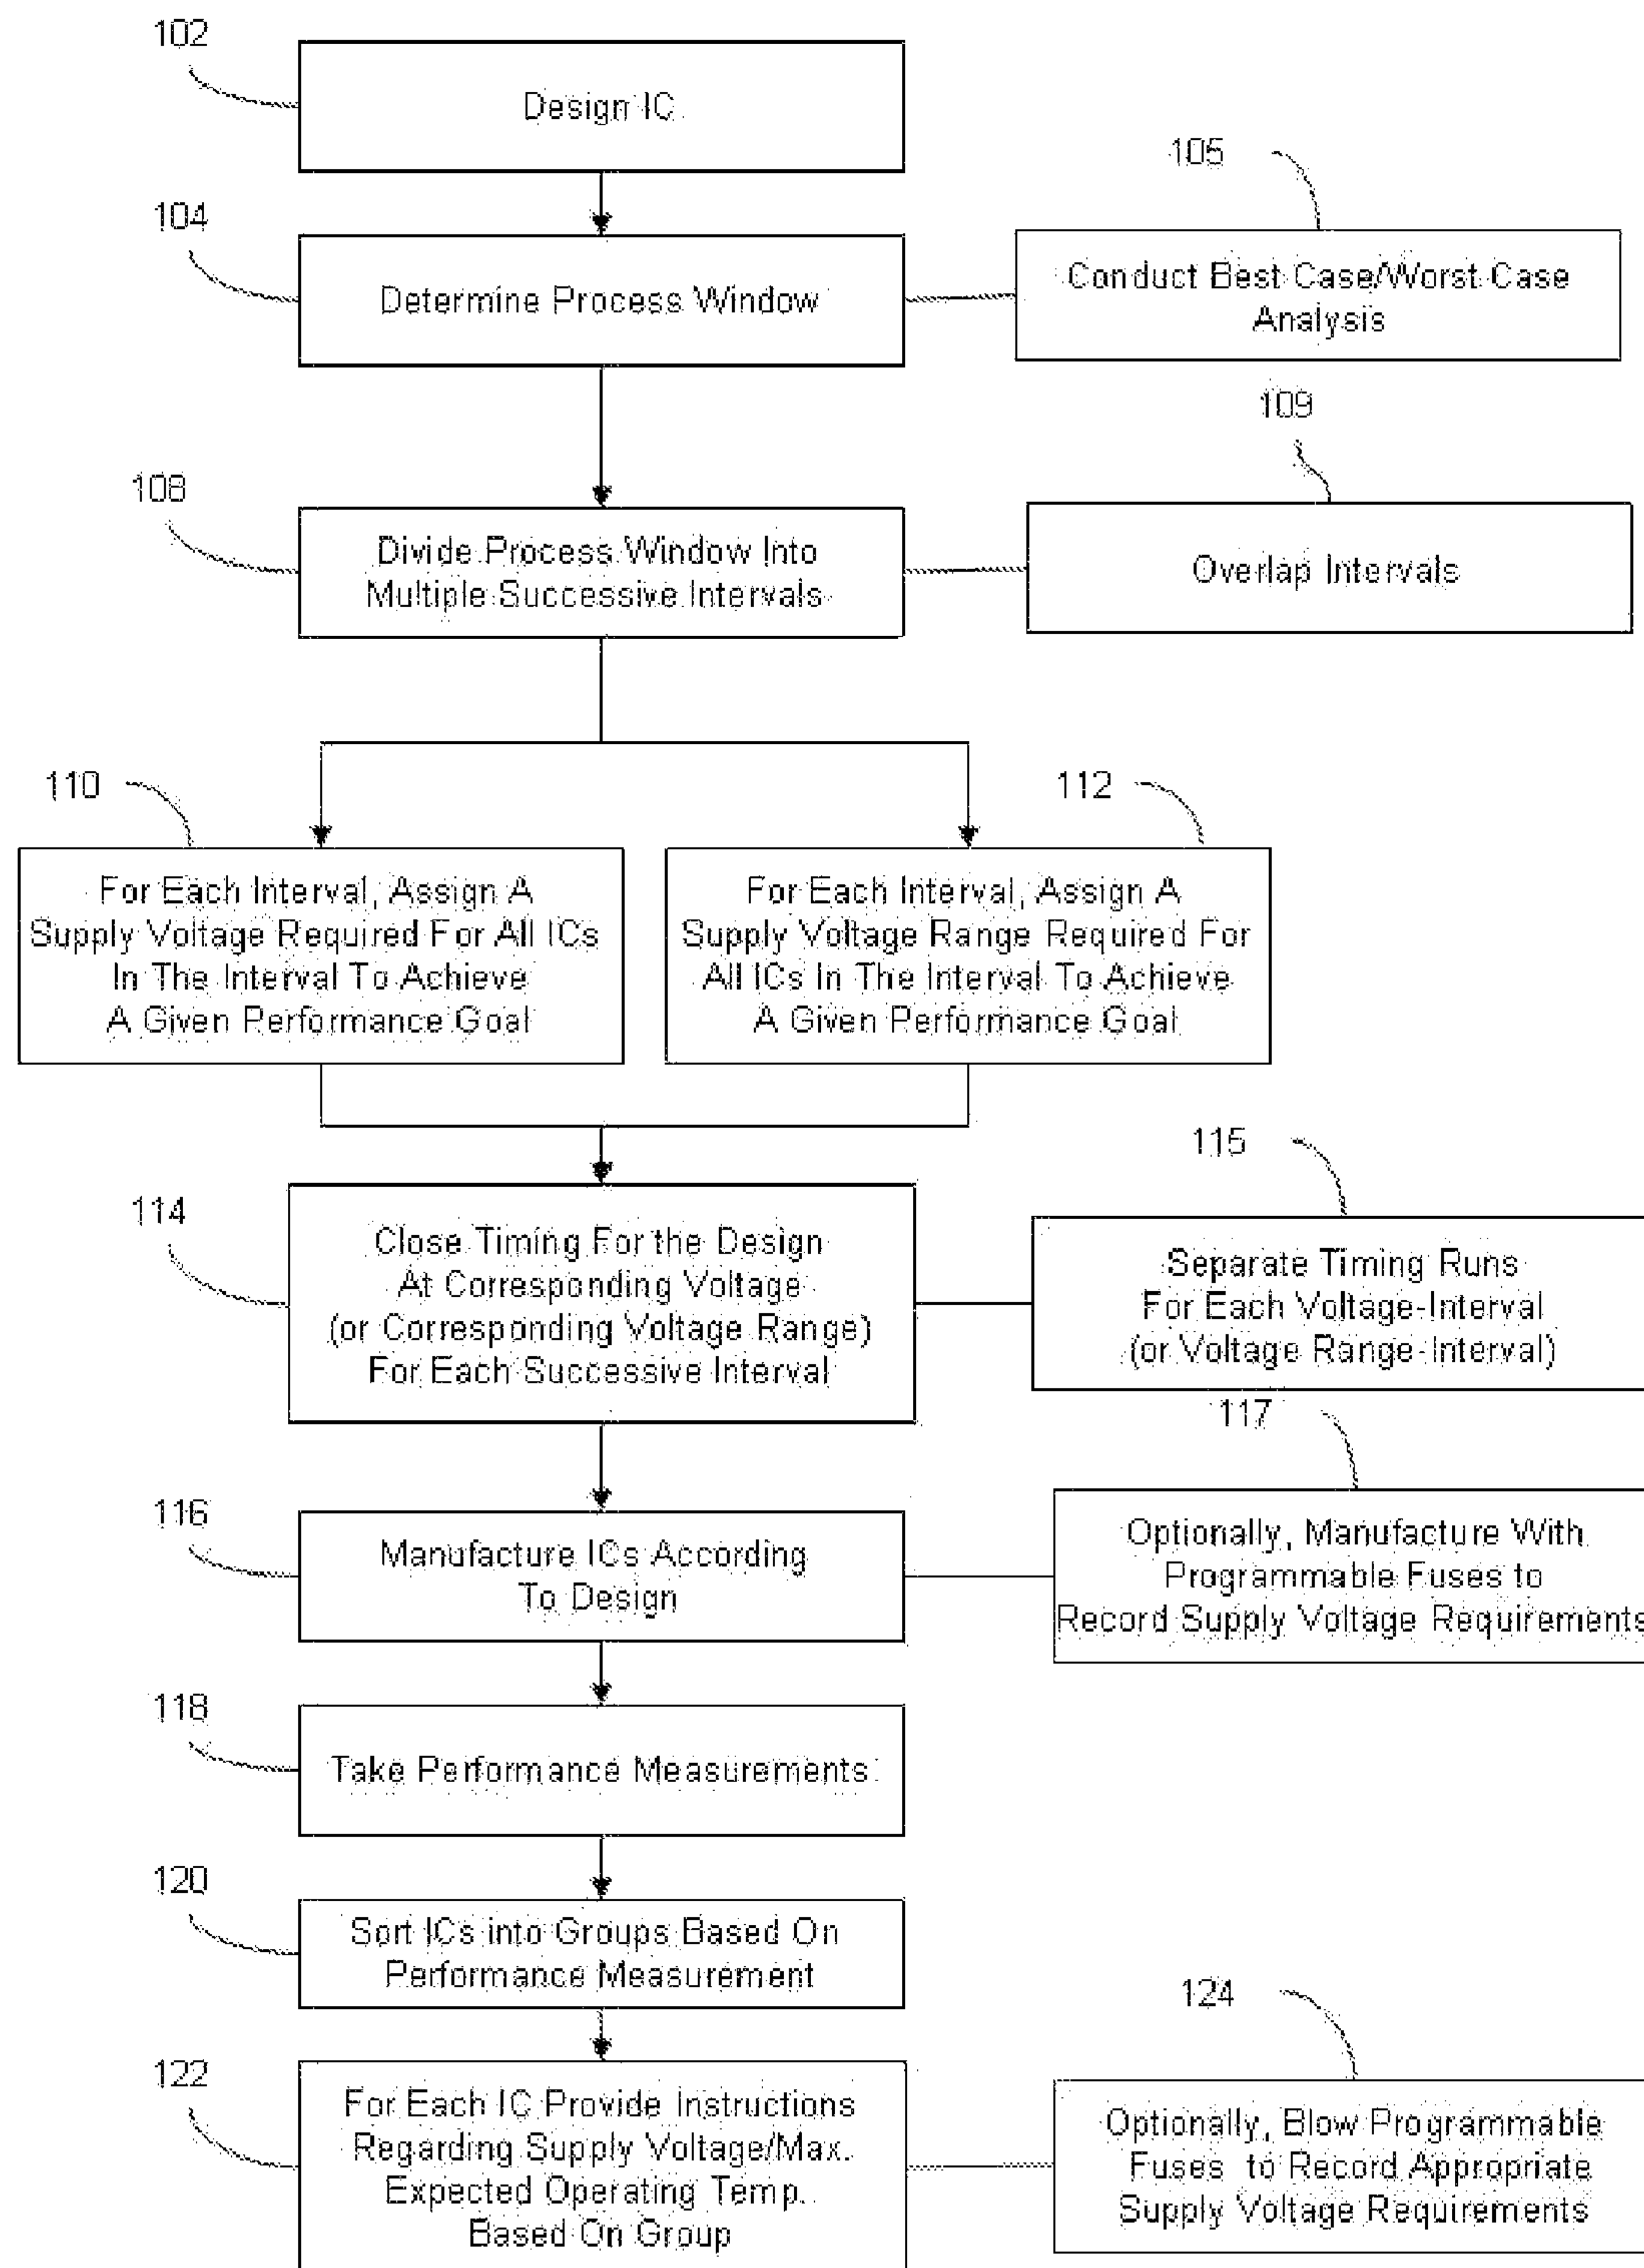 102
Design IC
104
Determine Process Window
105
Conduct Best Case/Worst Case
Analysis
109
108
Divide Process Window Into
Multiple Successive Intervals
Overlap Intervals
110
For Each Interval, Assign A
Supply Voltage Required For All ICs
In The Interval To Achieve
A Given Performance Goal
112
For Each Interval, Assign A
Supply Voltage Range Required For
All ICs In The Interval To Achieve
A Given Performance Goal
114
Close Timing For the Design
At Corresponding Voltage
(or Corresponding Voltage Range)
For Each Successive Interval
115
Separate Timing Runs
For Each Voltage-Interval
(or Voltage Range-Interval)
117
116
Manufacture ICs According
To Design
Optionally, Manufacture With
Programmable Fuses to
Record Supply Voltage Requirements
118
Take Performance Measurements
120
Sort ICs into Groups Based On
Performance Measurement
122
For Each IC Provide Instructions
Regarding Supply Voltage/Max.
Expected Operating Temp.
Based On Group
124
Optionally, Blow Programmable
Fuses to Record Appropriate
Supply Voltage Requirements